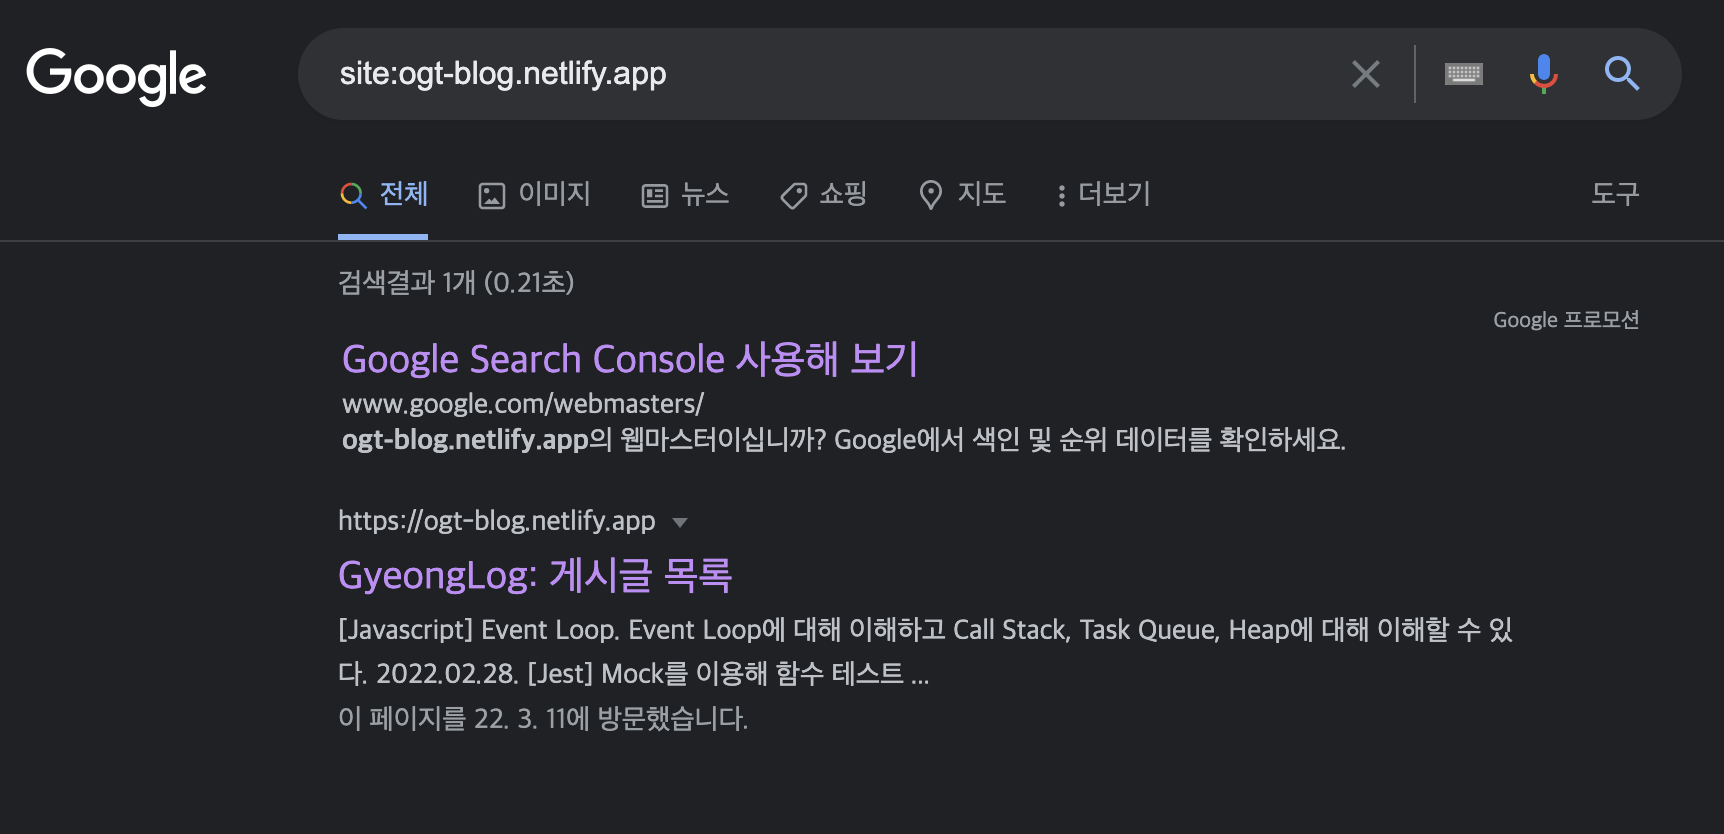 Google
site:ogt-blog.netlify.app
전체 이미지 뉴스 쇼핑 지도 더보기 도구
검색결과 1개 (0.21초)
Google 프로모션
Google Search Console 사용해 보기
www.google.com/webmasters/
ogt-blog.netlify.app의 웹마스터이십니까? Google에서 색인 및 순위 데이터를 확인하세요.
https://ogt-blog.netlify.app
GyeongLog: 게시글 목록
[Javascript] Event Loop. Event Loop에 대해 이해하고 Call Stack, Task Queue, Heap에 대해 이해할 수 있
다. 2022.02.28. [Jest] Mock를 이용해 함수 테스트 ...
이 페이지를 22. 3. 11에 방문했습니다.